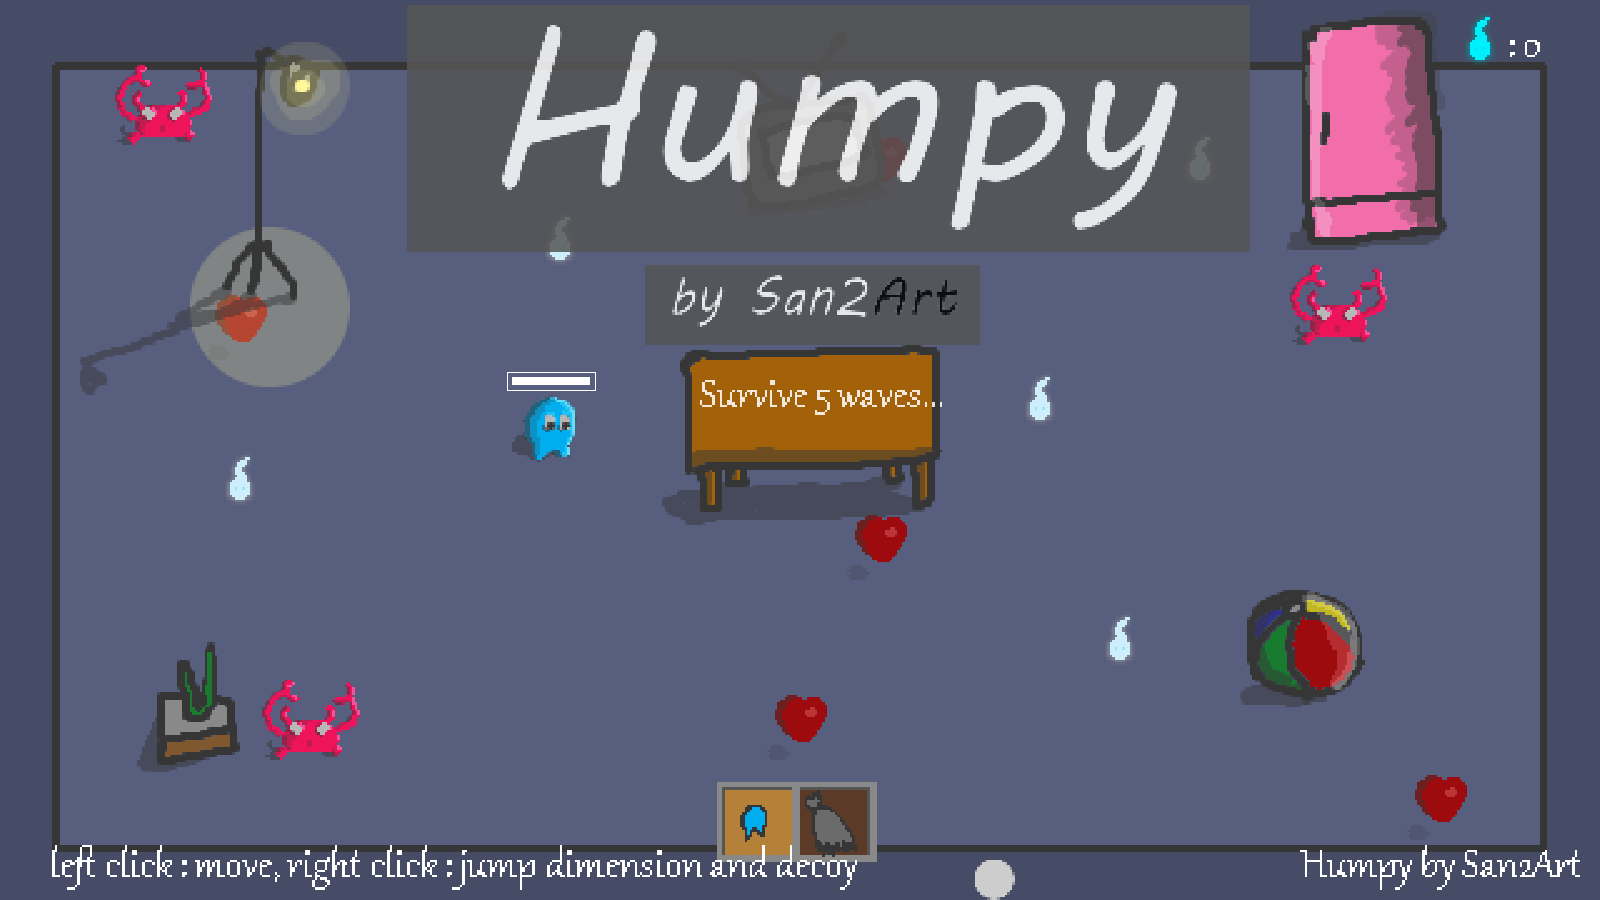 Humpy
:0
by San2Art
Survive 5 waves...
left click : move, right click : jump dimension and decoy
Humpy by San2Art